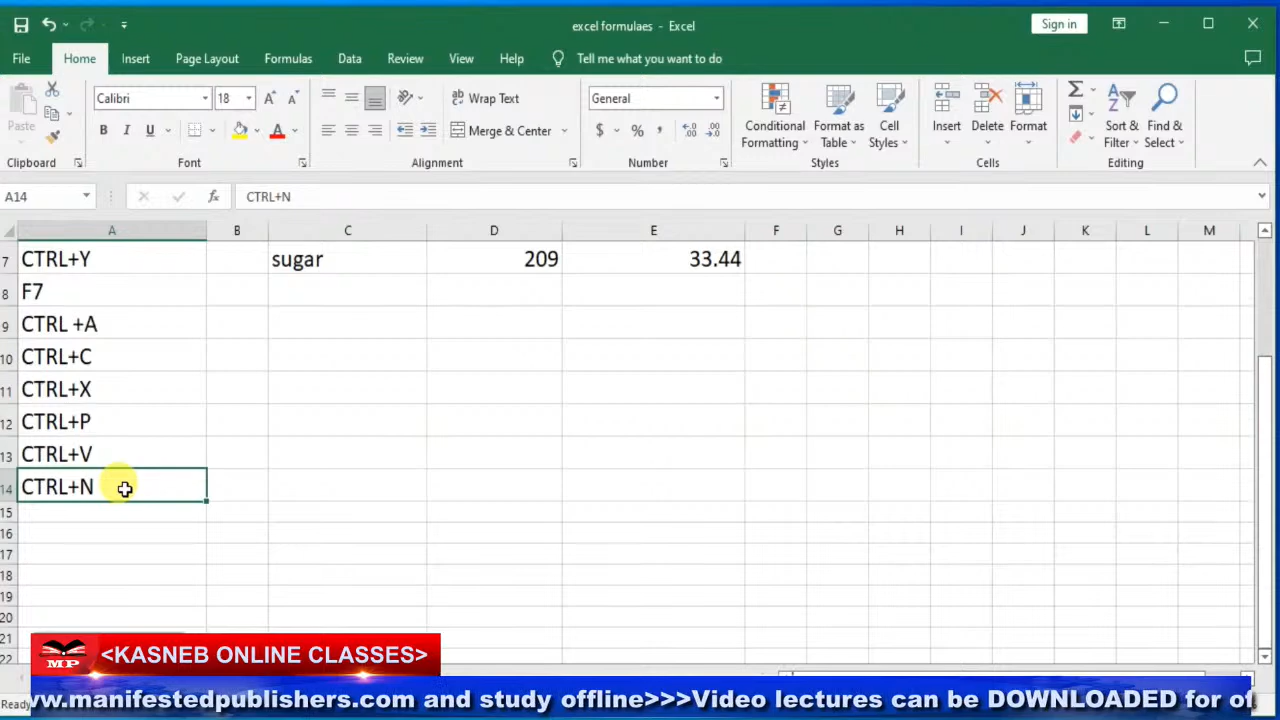 excel formulaes - Excel
Sign in
File Home Insert Page Layout Formulas Data Review View Help Tell me what you want to do
Calibri 18
Wrap Text
General
Paste
B I U
Merge & Center
$ % ,
Conditional Formatting
Format as Table
Cell Styles
Insert
Delete
Format
Sort & Filter
Find & Select
Clipboard Font Alignment Number Styles Cells Editing
A14 fx CTRL+N
A B C D E F G H I J K L M
7 CTRL+Y sugar 209 33.44
8 F7
9 CTRL +A
10 CTRL+C
11 CTRL+X
12 CTRL+P
13 CTRL+V
14 CTRL+N
15
16
17
18
19
20
21
22
MP
<KASNEB ONLINE CLASSES>
ww.manifestedpublishers.com and study offline>>>Video lectures can be DOWNLOADED for of
Ready